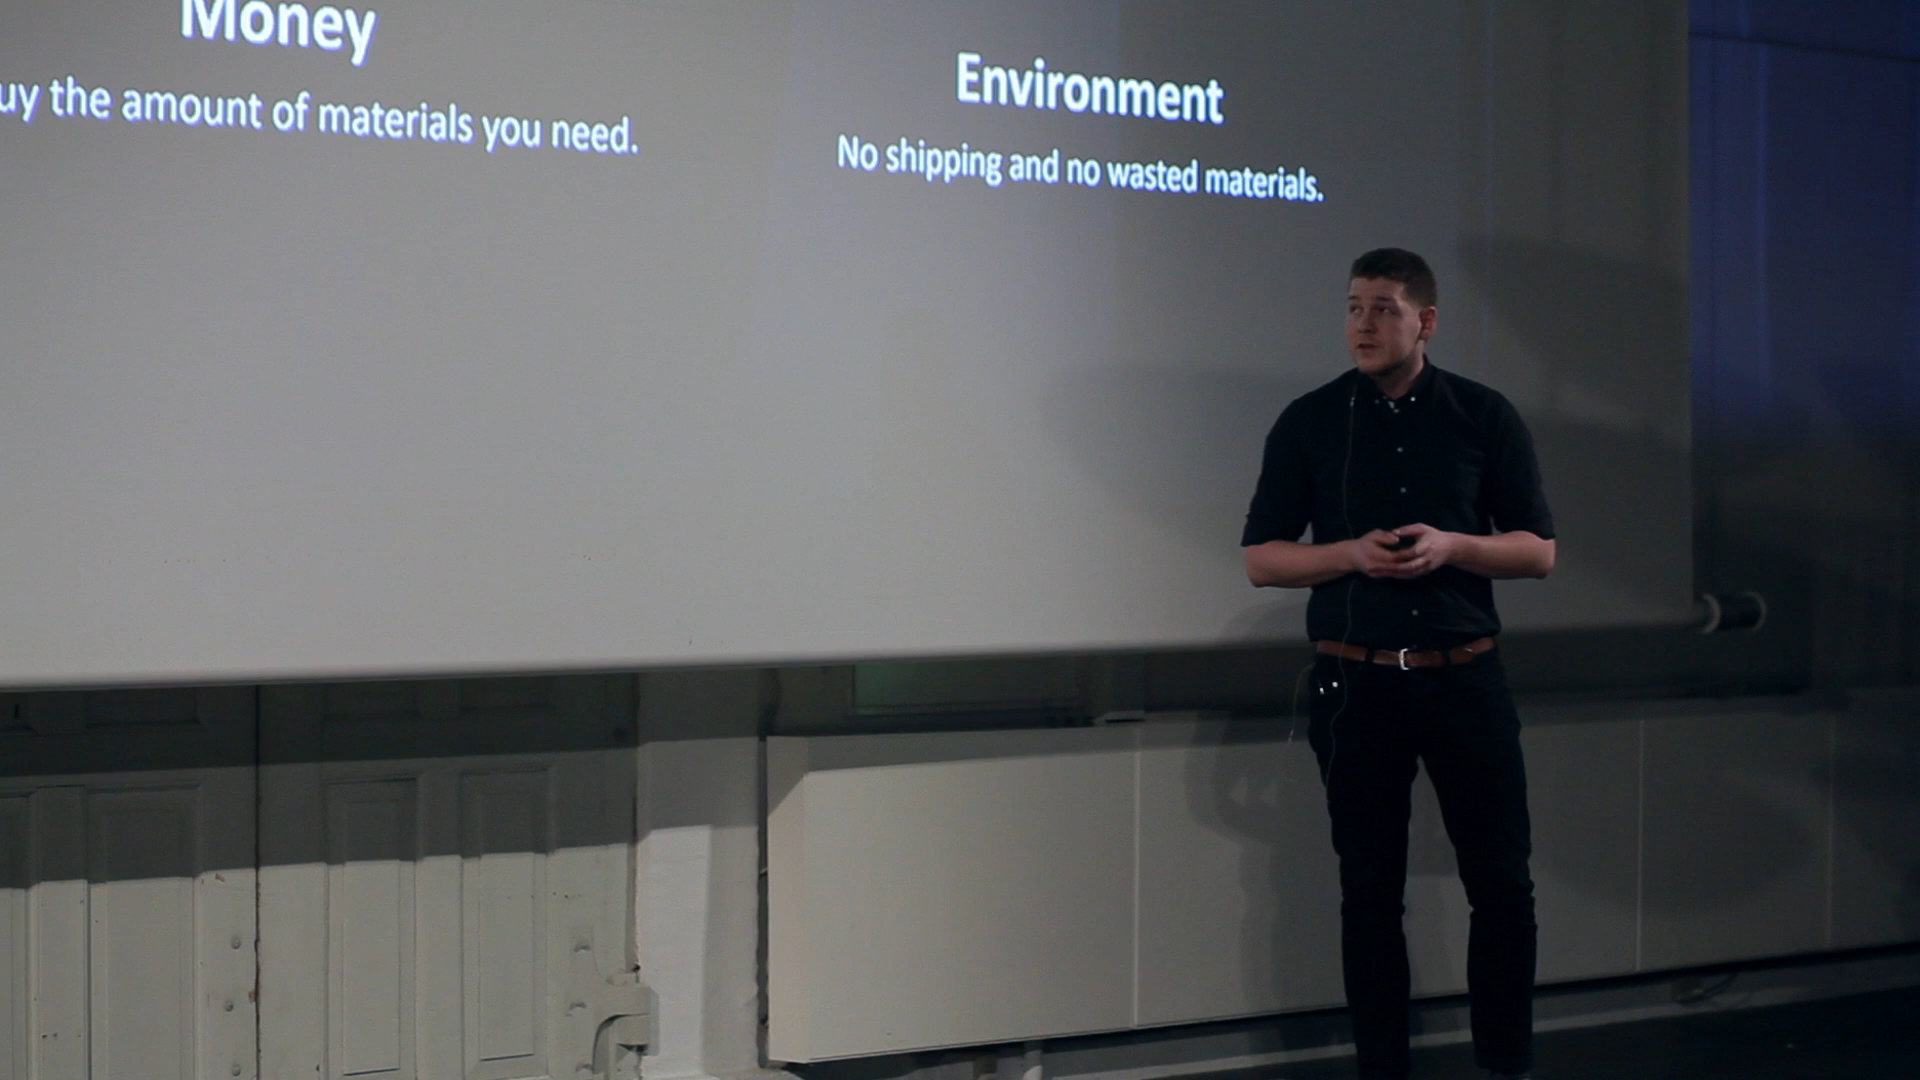 Money
uy the amount of materials you need.
Environment
No shipping and no wasted materials.